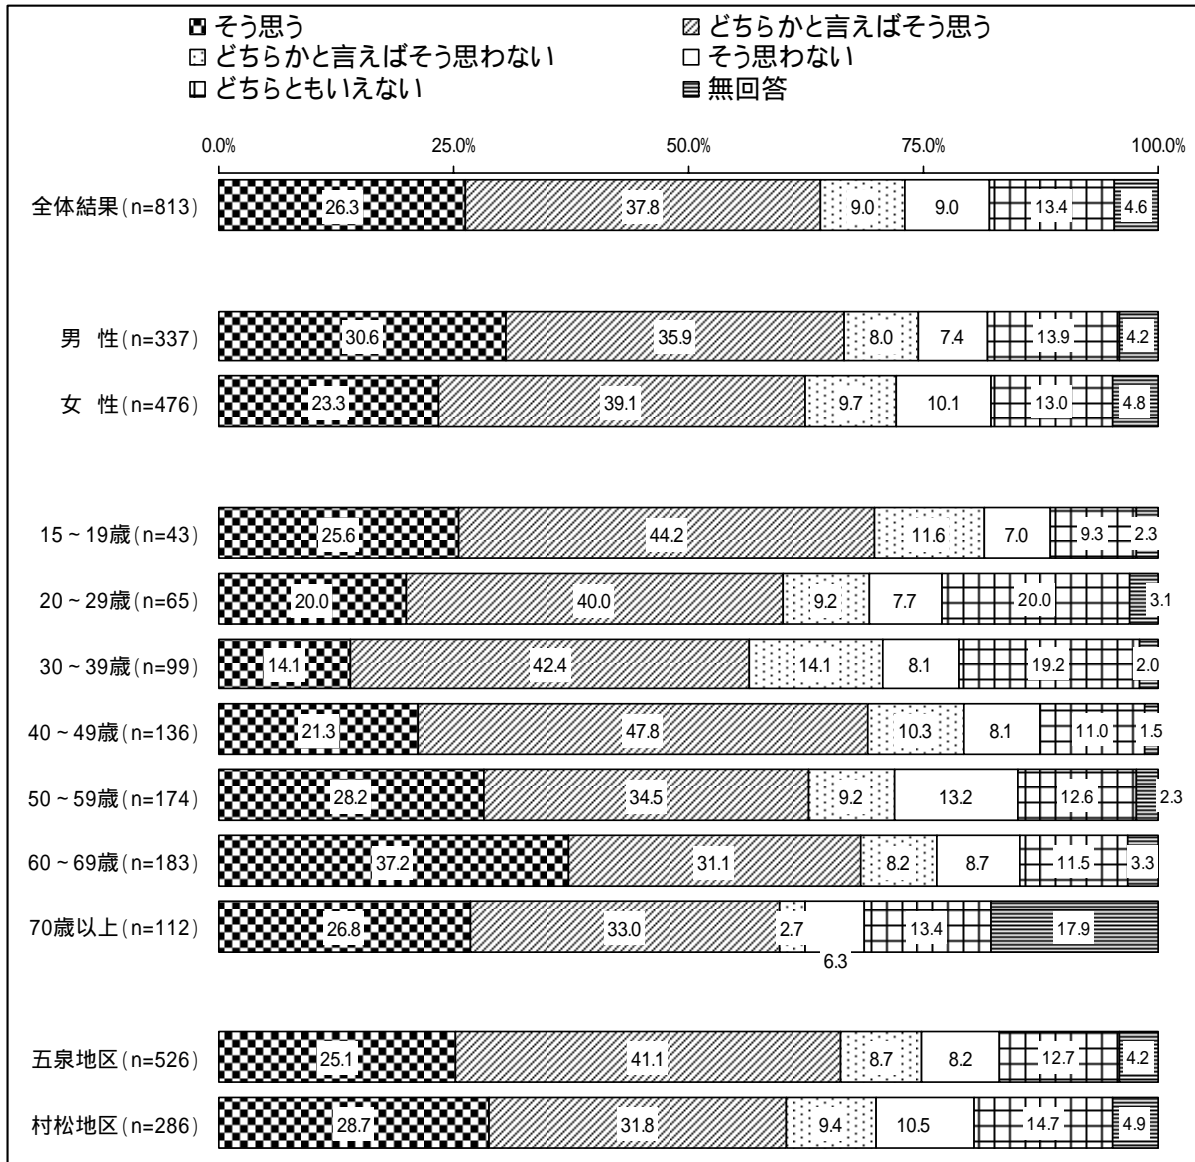 そう思う どちらかと言えばそう思う
どちらかと言えばそう思わない そう思わない
どちらともいえない 無回答
0.0% 25.0% 50.0% 75.0% 100.0%
全体結果(n=813) 26.3 37.8 9.0 9.0 13.4 4.6
男 性(n=337) 30.6 35.9 8.0 7.4 13.9 4.2
女 性(n=476) 23.3 39.1 9.7 10.1 13.0 4.8
15~19歳(n=43) 25.6 44.2 11.6 7.0 9.3 2.3
20~29歳(n=65) 20.0 40.0 9.2 7.7 20.0 3.1
30~39歳(n=99) 14.1 42.4 14.1 8.1 19.2 2.0
40~49歳(n=136) 21.3 47.8 10.3 8.1 11.0 1.5
50~59歳(n=174) 28.2 34.5 9.2 13.2 12.6 2.3
60~69歳(n=183) 37.2 31.1 8.2 8.7 11.5 3.3
70歳以上(n=112) 26.8 33.0 2.7 6.3 13.4 17.9
五泉地区(n=526) 25.1 41.1 8.7 8.2 12.7 4.2
村松地区(n=286) 28.7 31.8 9.4 10.5 14.7 4.9